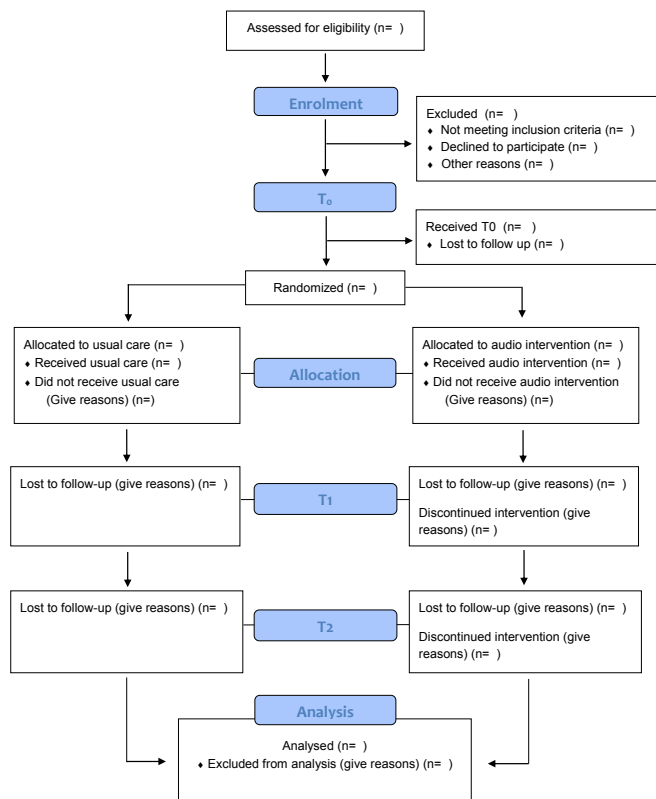 Assessed for eligibility (n= )
Enrolment
Excluded (n= )
♦ Not meeting inclusion criteria (n= )
♦ Declined to participate (n= )
♦ Other reasons (n= )
T₀
Received T0 (n= )
♦ Lost to follow up (n= )
Randomized (n= )
Allocated to usual care (n= )
♦ Received usual care (n= )
♦ Did not receive usual care
(Give reasons) (n=)
Allocation
Allocated to audio intervention (n= )
♦ Received audio intervention (n= )
♦ Did not receive audio intervention
(Give reasons) (n=)
Lost to follow-up (give reasons) (n= )
T1
Lost to follow-up (give reasons) (n= )
Discontinued intervention (give
reasons) (n= )
Lost to follow-up (give reasons) (n= )
T2
Lost to follow-up (give reasons) (n= )
Discontinued intervention (give
reasons) (n= )
Analysis
Analysed (n= )
♦ Excluded from analysis (give reasons) (n= )